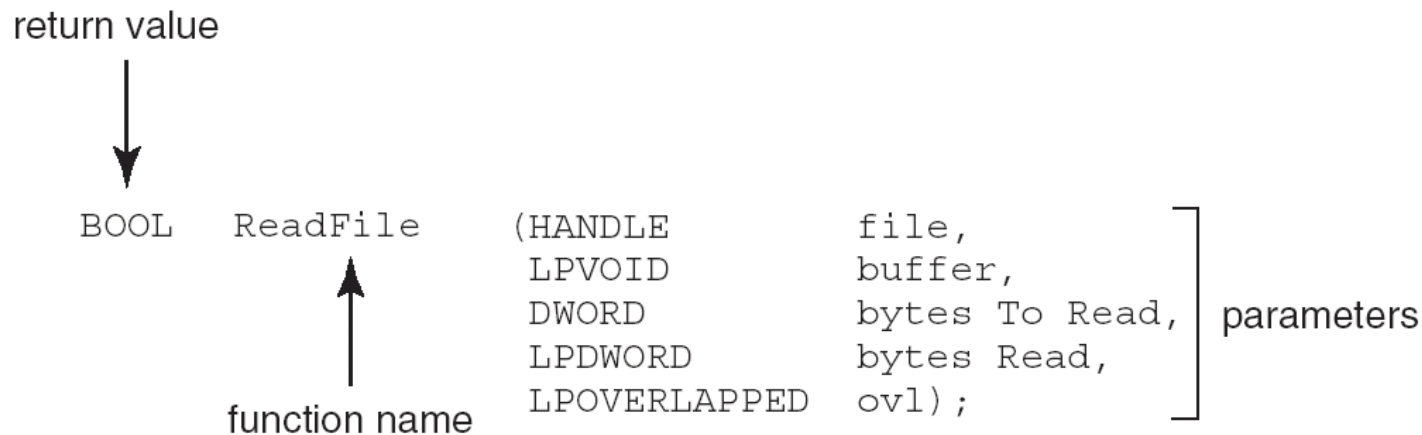 return value
BOOL ReadFile (HANDLE file,
LPVOID buffer,
DWORD bytes To Read,
LPDWORD bytes Read,
LPOVERLAPPED ovl);
parameters
function name